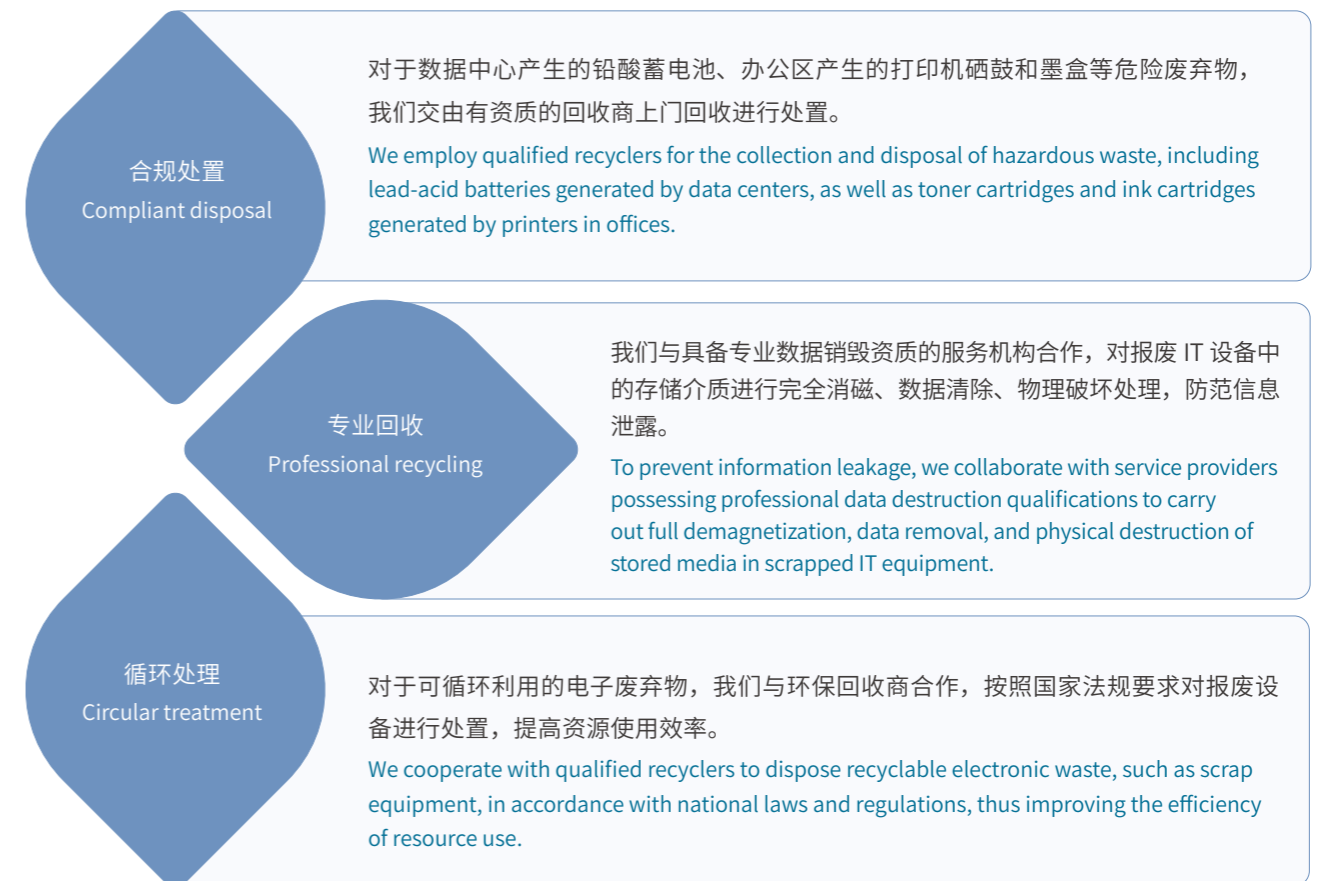 合规处置
Compliant disposal
对于数据中心产生的铅酸蓄电池、办公区产生的打印机硒鼓和墨盒等危险废弃物，
我们交由有资质的回收商上门回收进行处置。
We employ qualified recyclers for the collection and disposal of hazardous waste, including
lead-acid batteries generated by data centers, as well as toner cartridges and ink cartridges
generated by printers in offices.
专业回收
Professional recycling
我们与具备专业数据销毁资质的服务机构合作，对报废 IT 设备中
的存储介质进行完全消磁、数据清除、物理破坏处理，防范信息
泄露。
To prevent information leakage, we collaborate with service providers
possessing professional data destruction qualifications to carry
out full demagnetization, data removal, and physical destruction of
stored media in scrapped IT equipment.
循环处理
Circular treatment
对于可循环利用的电子废弃物，我们与环保回收商合作，按照国家法规要求对报废设
备进行处置，提高资源使用效率。
We cooperate with qualified recyclers to dispose recyclable electronic waste, such as scrap
equipment, in accordance with national laws and regulations, thus improving the efficiency
of resource use.